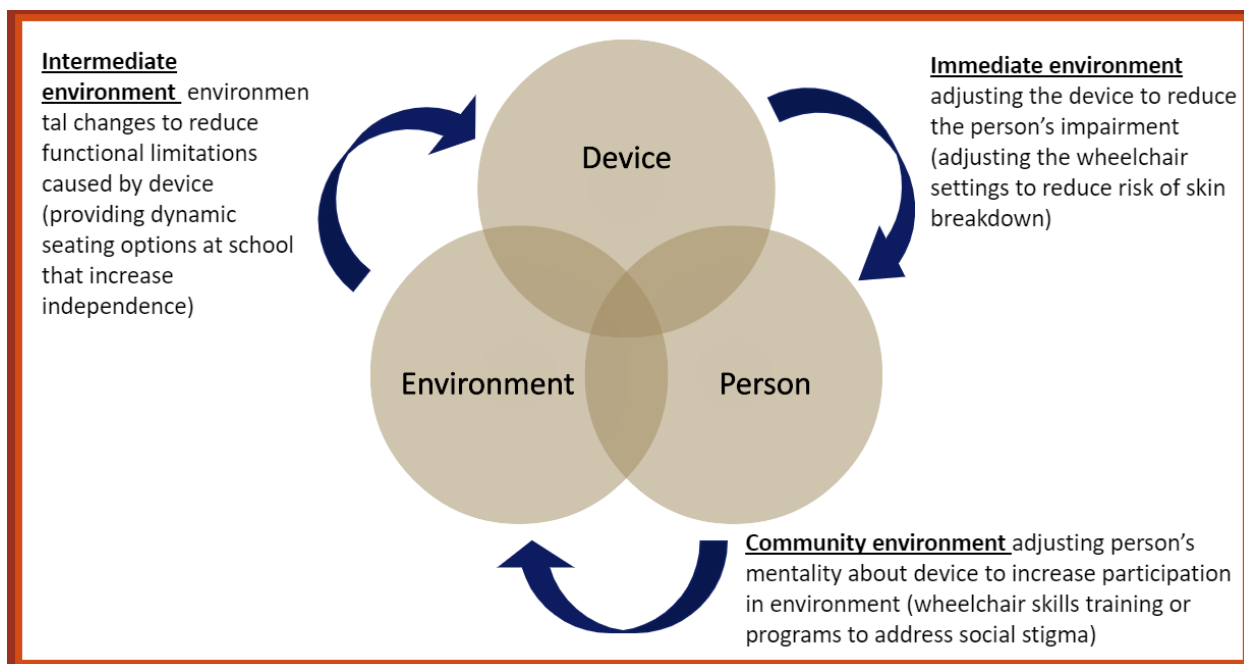 Intermediate
environment environmen
tal changes to reduce
functional limitations
caused by device
(providing dynamic
seating options at school
that increase
independence)
Device
Immediate environment
adjusting the device to reduce
the person’s impairment
(adjusting the wheelchair
settings to reduce risk of skin
breakdown)
Environment
Person
Community environment adjusting person’s
mentality about device to increase participation
in environment (wheelchair skills training or
programs to address social stigma)